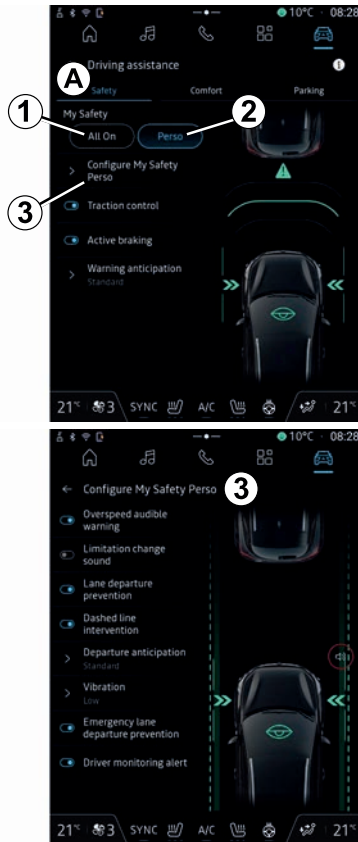 10°C 08:28
Driving assistance
A
Safety Comfort Parking
My Safety
1
All On Perso
2
Configure My Safety
Perso
3
Traction control
Active braking
Warning anticipation
Standard
21°C 3 SYNC A/C 21°C
10°C 08:28
Configure My Safety Perso
3
Overspeed audible
warning
Limitation change
sound
Lane departure
prevention
Dashed line
intervention
Departure anticipation
Standard
Vibration
Low
Emergency lane
departure prevention
Driver monitoring alert
21°C 3 SYNC A/C 21°C